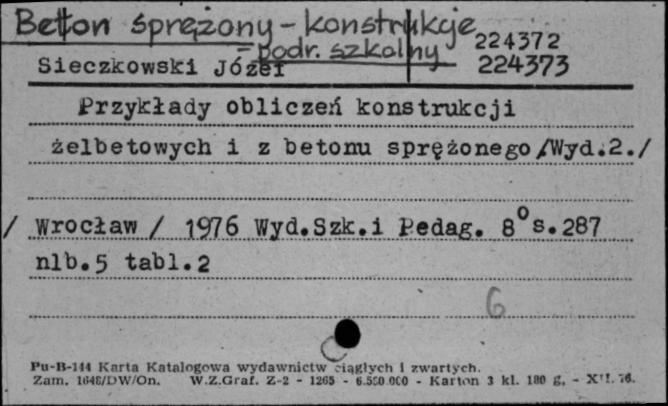 Beton sprężony - konstrukcje
= podr. szkolny 224372
Sieczkowski Józef 224373
Przykłady obliczeń konstrukcji
żelbetowych i z betonu sprężonego /Wyd.2./
/ Wrocław / 1976 Wyd.Szk.i Pedag. 8° s.287
nlb.5 tabl.2
6
Pu-B-144 Karta Katalogowa wydawnictw ciągłych i zwartych.
Zam. 1648/DW/On. W.Z.Graf. Z-2 - 1265 - 6.550.000 - Karton 3 kl. 180 g. - XII. 76.